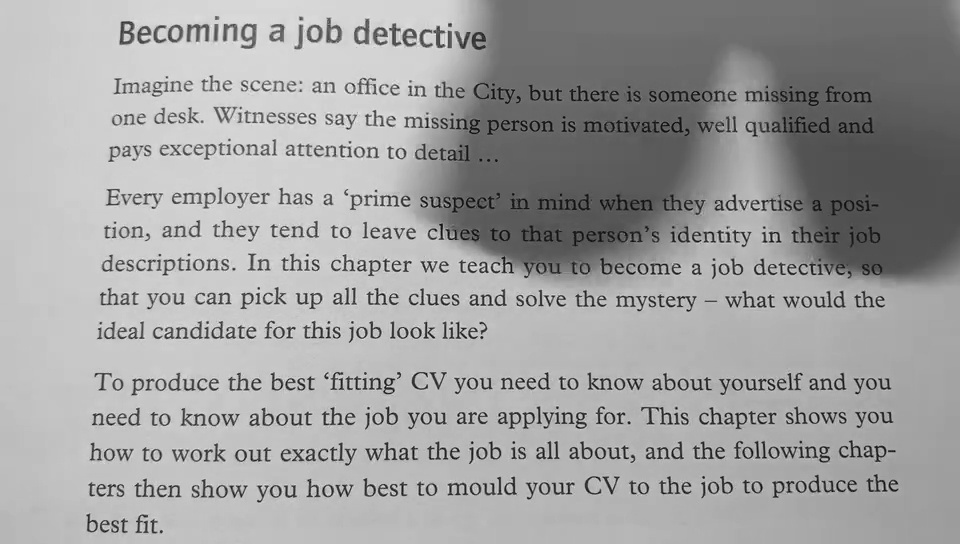 Becoming a job detective
Imagine the scene: an office in the City, but there is someone missing from
one desk. Witnesses say the missing person is motivated, well qualified and
pays exceptional attention to detail …
Every employer has a ‘prime suspect’ in mind when they advertise a posi-
tion, and they tend to leave clues to that person’s identity in their job
descriptions. In this chapter we teach you to become a job detective, so
that you can pick up all the clues and solve the mystery – what would the
ideal candidate for this job look like?
To produce the best ‘fitting’ CV you need to know about yourself and you
need to know about the job you are applying for. This chapter shows you
how to work out exactly what the job is all about, and the following chap-
ters then show you how best to mould your CV to the job to produce the
best fit.